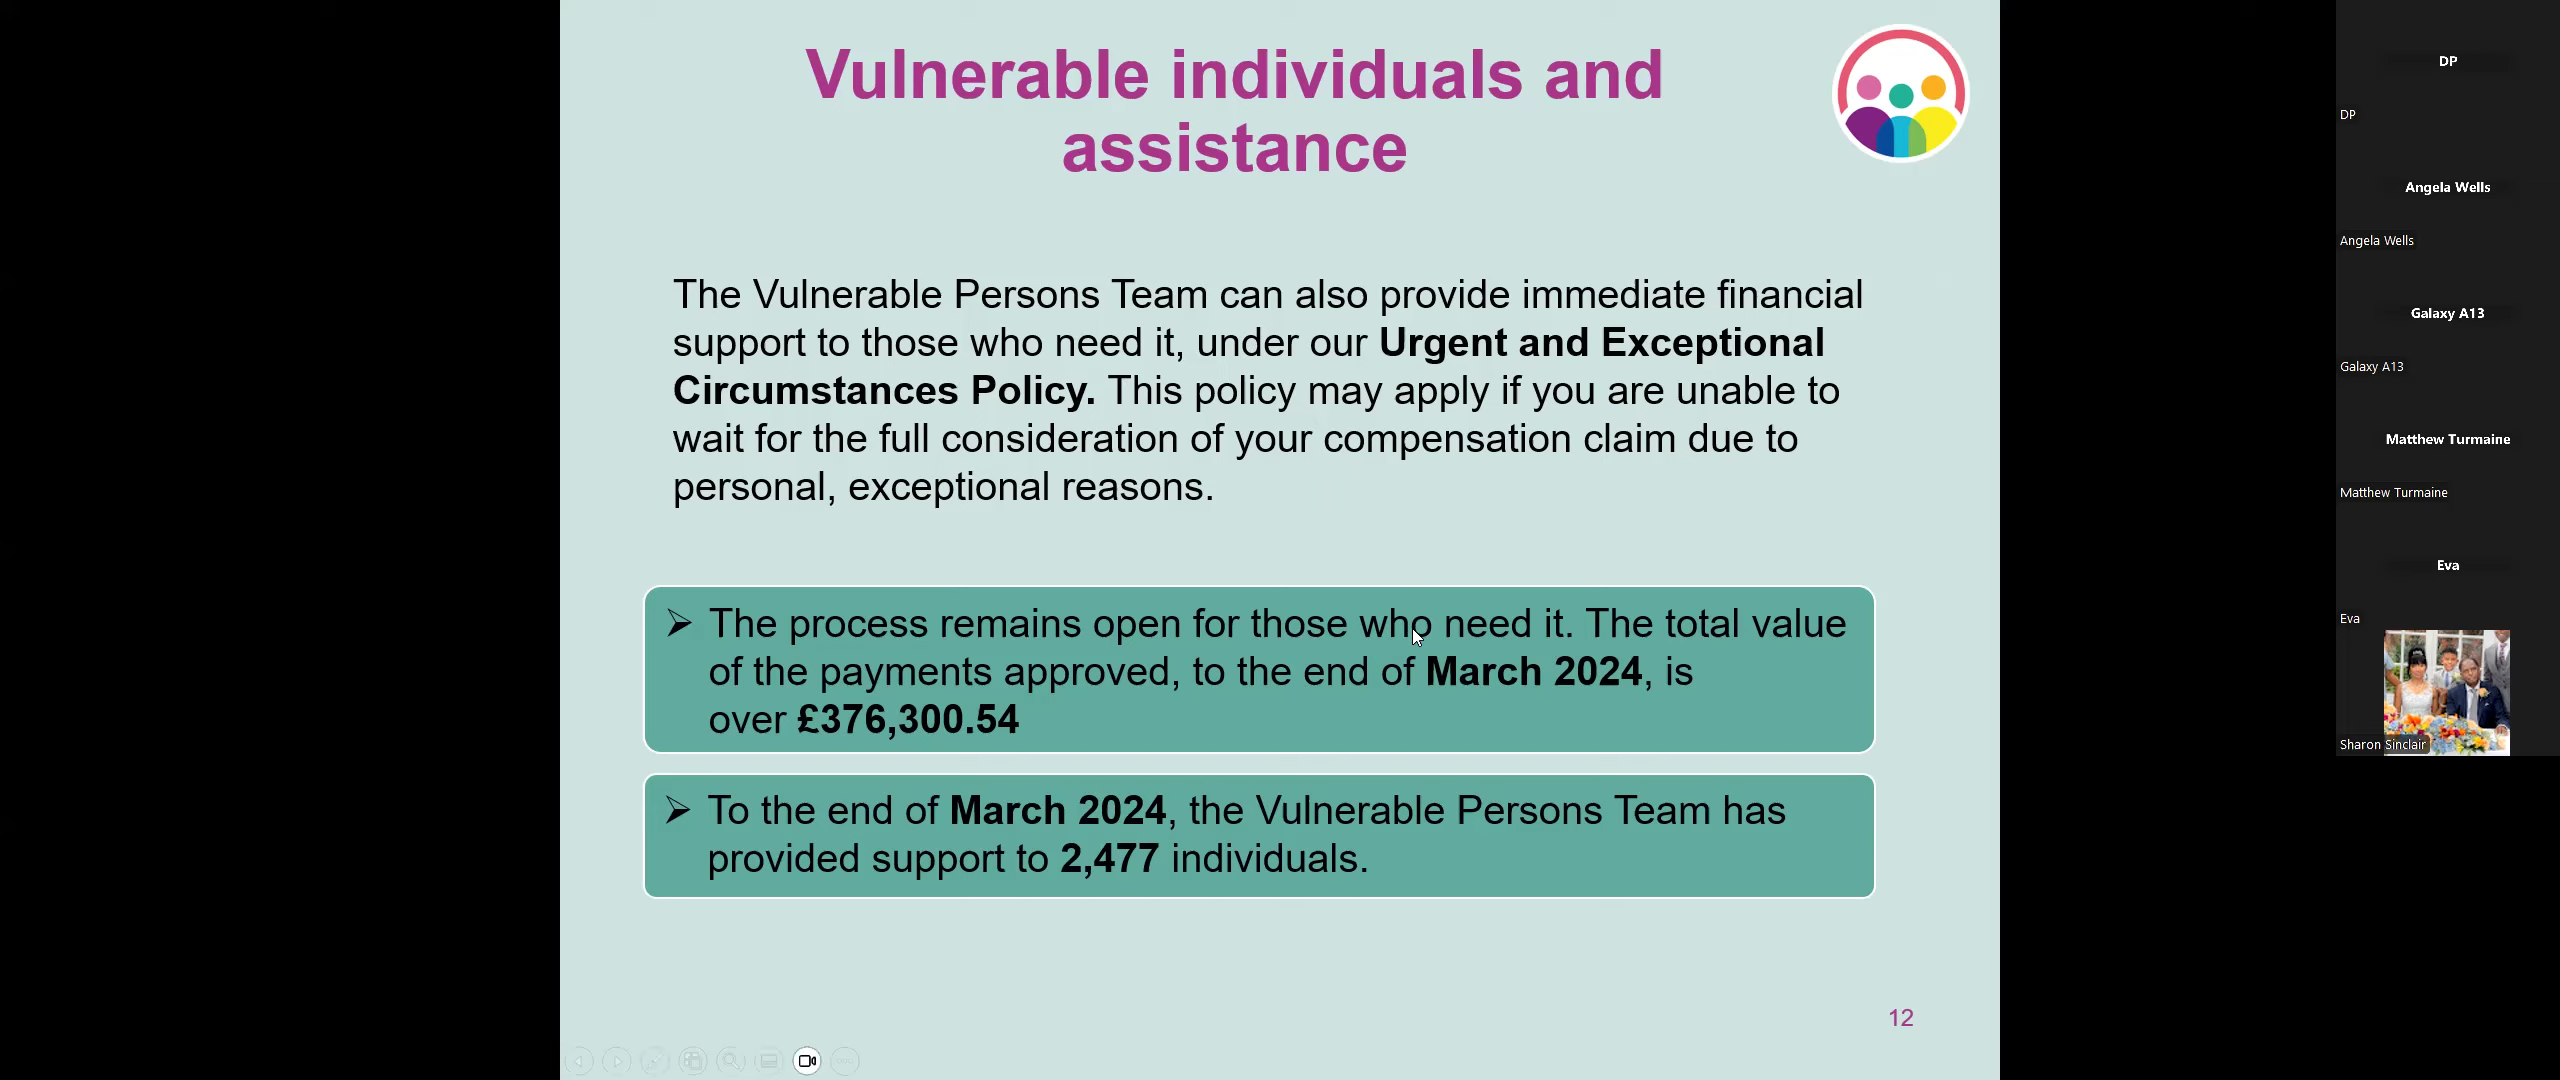 Vulnerable individuals and
assistance
The Vulnerable Persons Team can also provide immediate financial
support to those who need it, under our Urgent and Exceptional
Circumstances Policy. This policy may apply if you are unable to
wait for the full consideration of your compensation claim due to
personal, exceptional reasons.
➢ The process remains open for those who need it. The total value
of the payments approved, to the end of March 2024, is
over £376,300.54
➢ To the end of March 2024, the Vulnerable Persons Team has
provided support to 2,477 individuals.
12
DP
DP
Angela Wells
Angela Wells
Galaxy A13
Galaxy A13
Matthew Turmaine
Matthew Turmaine
Eva
Eva
Sharon Sinclair